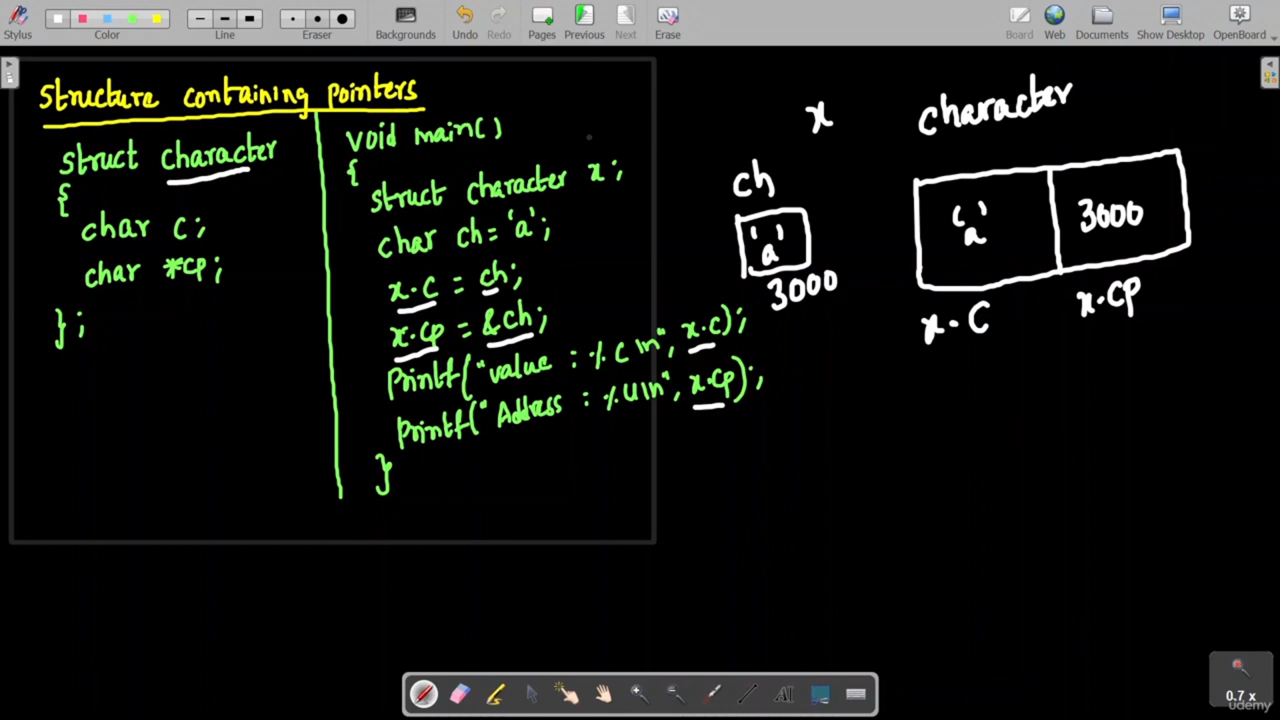 Stylus
Color
Line
Eraser
Backgrounds
Undo
Redo
Pages
Previous
Next
Erase
Board
Web
Documents
Show Desktop
OpenBoard
Structure containing pointers
struct character
{
char c;
char *cp;
};
void main()
{
struct character x;
char ch='a';
x.c = ch;
x.cp = &ch;
printf("value : %c\n", x.c);
printf("Address : %u\n", x.cp);
}
x character
ch
'a'
3000
'a'
3000
x.c
x.cp
0.7 x
udemy